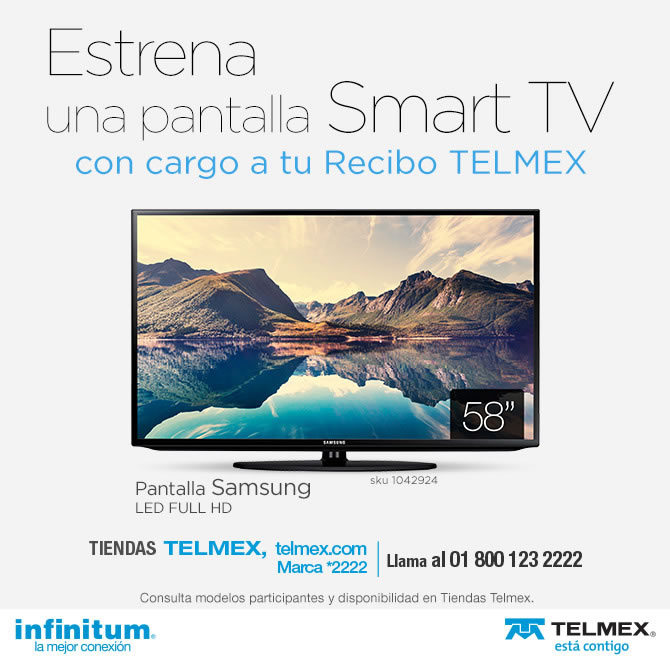 Estrena
una pantalla Smart TV
con cargo a tu Recibo TELMEX
58”
SAMSUNG
Pantalla Samsung
sku 1042924
LED FULL HD
TIENDAS TELMEX, telmex.com
Marca *2222
Llama al 01 800 123 2222
Consulta modelos participantes y disponibilidad en Tiendas Telmex.
infinitum®
la mejor conexión
TELMEX®
está contigo